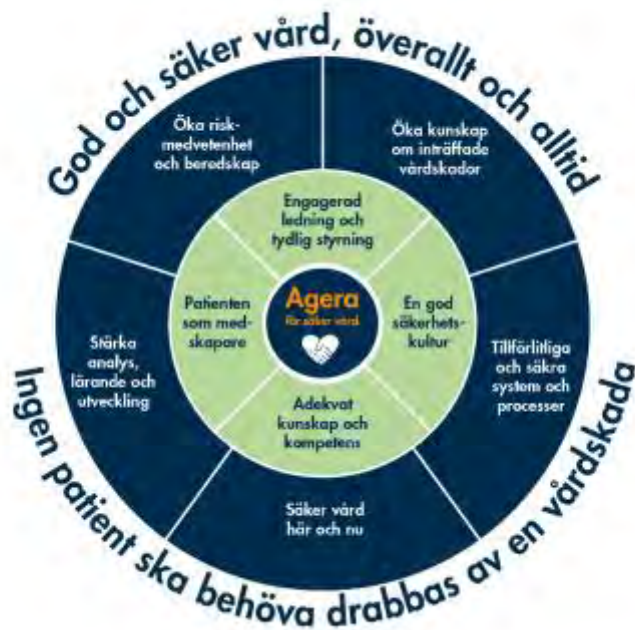 God och säker vård, överallt och alltid
Öka risk-
medvetenhet
och beredskap
Öka kunskap
om inträffade
vårdskador
Engagerad
ledning och
tydlig styrning
Patienten
som med-
skapare
Agera
för säker vård
En god
säkerhets-
kultur
Stärka
analys,
lärande och
utveckling
Tillförlitliga
och säkra
system och
processer
Adekvat
kunskap och
kompetens
Säker vård
här och nu
Ingen patient ska behöva drabbas av en vårdskada